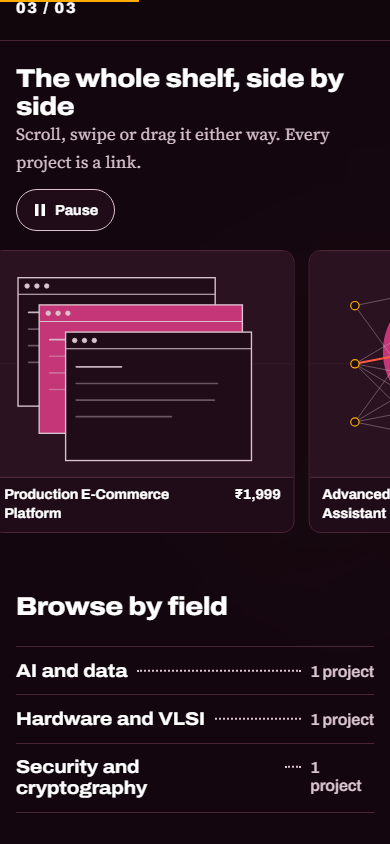 03 / 03
The whole shelf, side by
side
Scroll, swipe or drag it either way. Every
project is a link.
Pause
Production E-Commerce
Platform
₹1,999
Advanced
Assistant
Browse by field
AI and data
1 project
Hardware and VLSI
1 project
Security and
cryptography
1
project